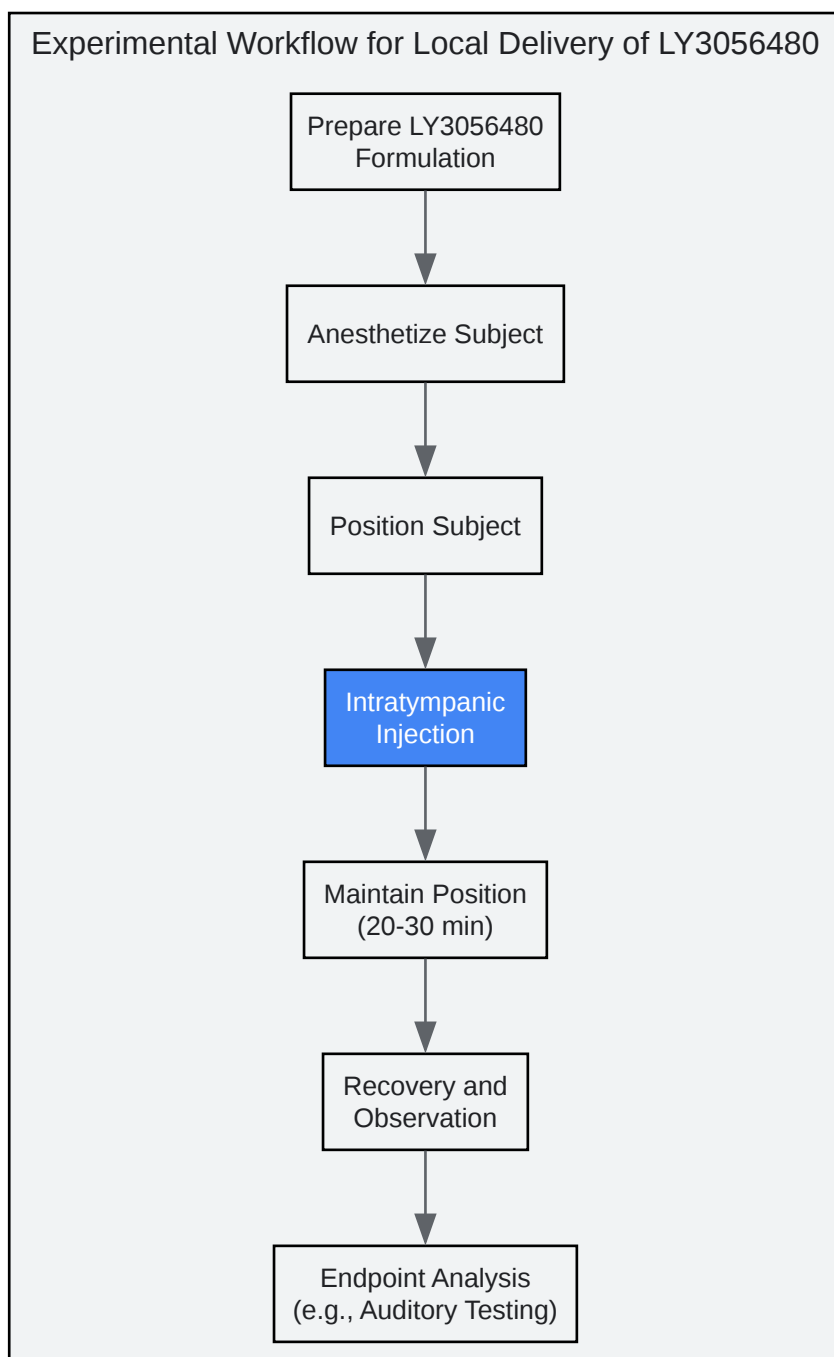 Experimental Workflow for Local Delivery of LY3056480
Prepare LY3056480
Formulation
Anesthetize Subject
Position Subject
Intratympanic
Injection
Maintain Position
(20-30 min)
Recovery and
Observation
Endpoint Analysis
(e.g., Auditory Testing)